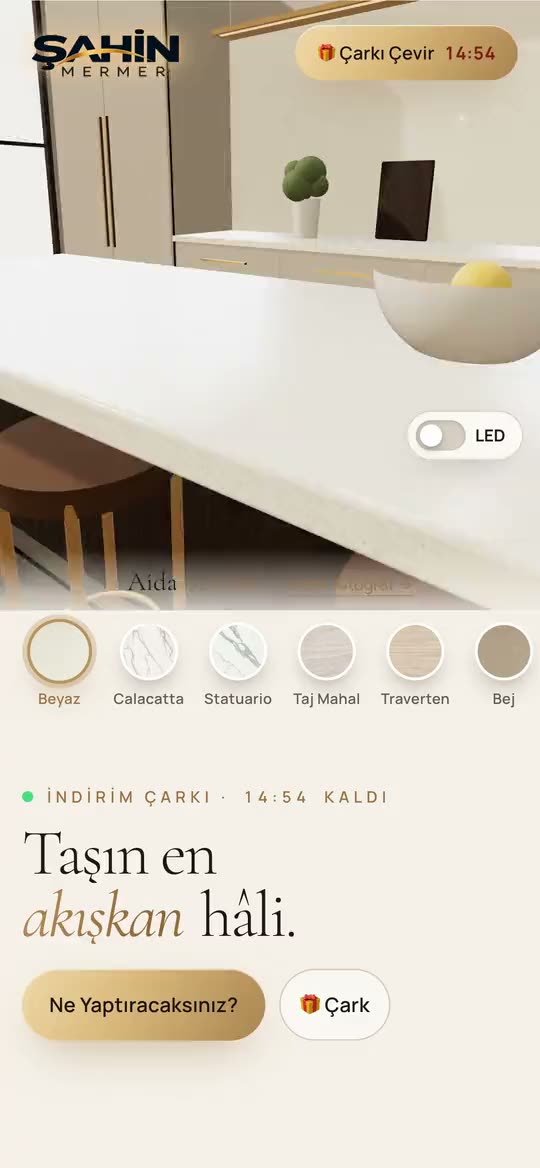 ŞAHİN
MERMER
🎁 Çarkı Çevir 14:54
LED
Aida
Beyaz
Calacatta
Statuario
Taj Mahal
Traverten
Bej
İNDİRİM ÇARKI · 14:54 KALDI
Taşın en
akışkan hâli.
Ne Yaptıracaksınız?
🎁 Çark